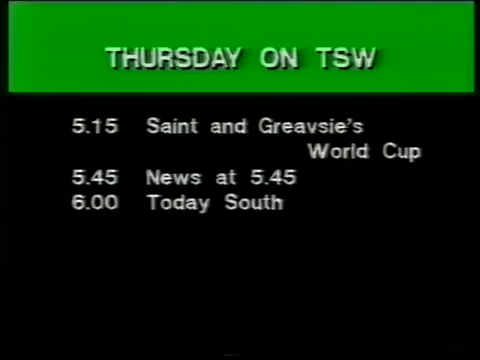 THURSDAY ON TSW
5.15 Saint and Greavsie's
World Cup
5.45 News at 5.45
6.00 Today South